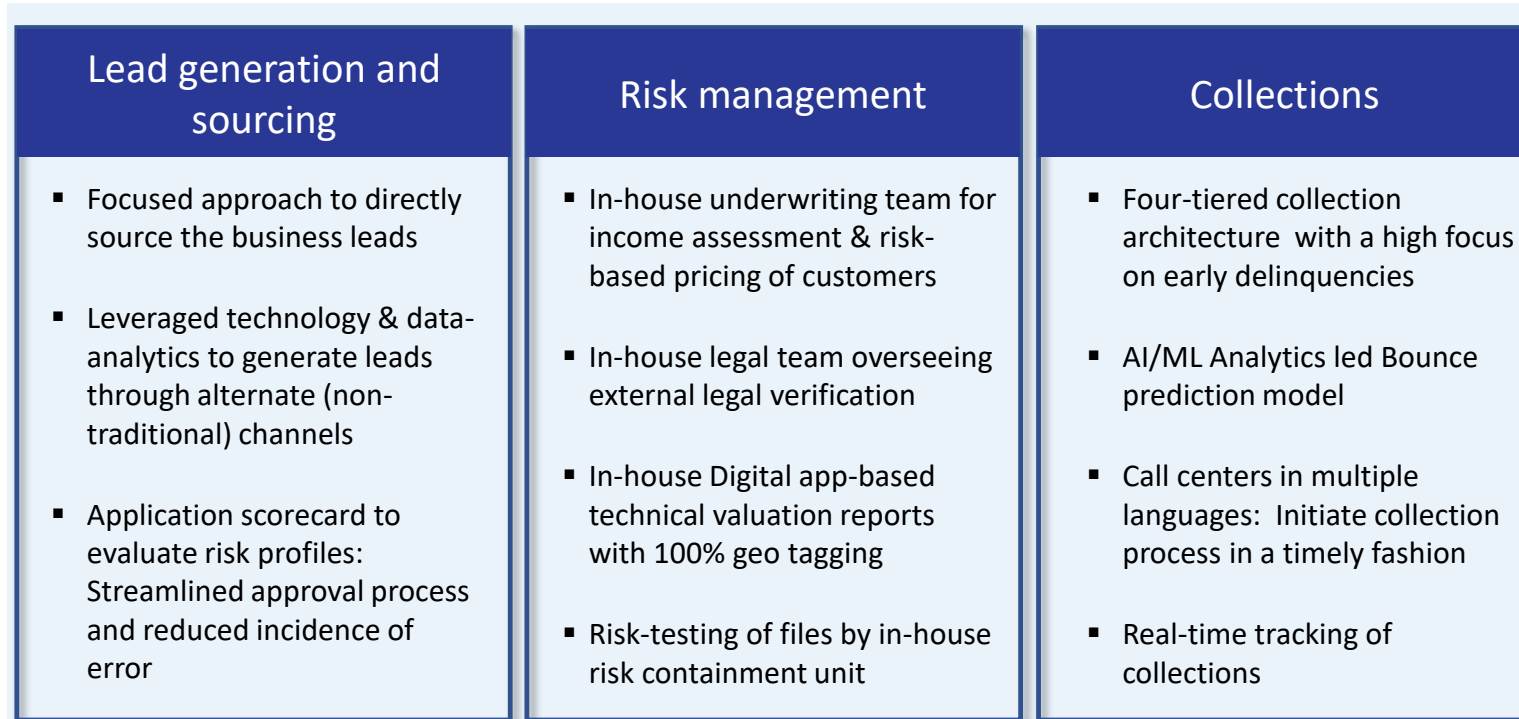 Lead generation and
sourcing
▪ Focused approach to directly
source the business leads
▪ Leveraged technology & data-
analytics to generate leads
through alternate (non-
traditional) channels
▪ Application scorecard to
evaluate risk profiles:
Streamlined approval process
and reduced incidence of
error
Risk management
▪ In-house underwriting team for
income assessment & risk-
based pricing of customers
▪ In-house legal team overseeing
external legal verification
▪ In-house Digital app-based
technical valuation reports
with 100% geo tagging
▪ Risk-testing of files by in-house
risk containment unit
Collections
▪ Four-tiered collection
architecture  with a high focus
on early delinquencies
▪ AI/ML Analytics led Bounce
prediction model
▪ Call centers in multiple
languages:  Initiate collection
process in a timely fashion
▪ Real-time tracking of
collections